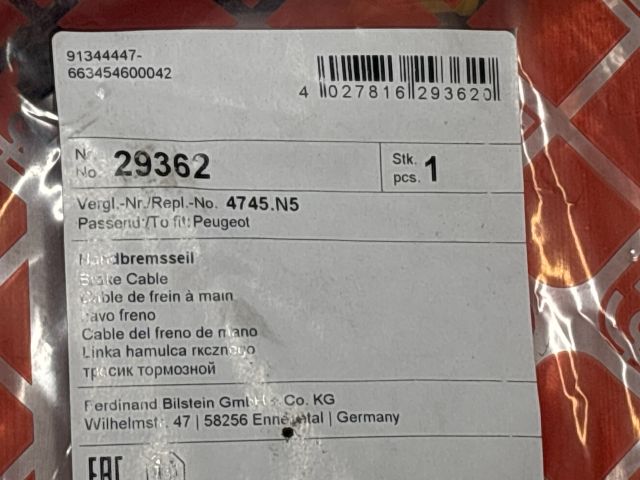 91344447-
663454600042
4 027816 293620
Nr.
No. 29362
Stk.
pcs. 1
Vergl.-Nr./Repl.-No. 4745.N5
Passend:/To fit: Peugeot
Handbremsseil
Brake Cable
Cable de frein à main
Cavo freno
Cable del freno de mano
Linka hamulca
тросик тормозной
Ferdinand Bilstein GmbH + Co. KG
Wilhelmstr. 47 | 58256 Ennepetal | Germany
EAC